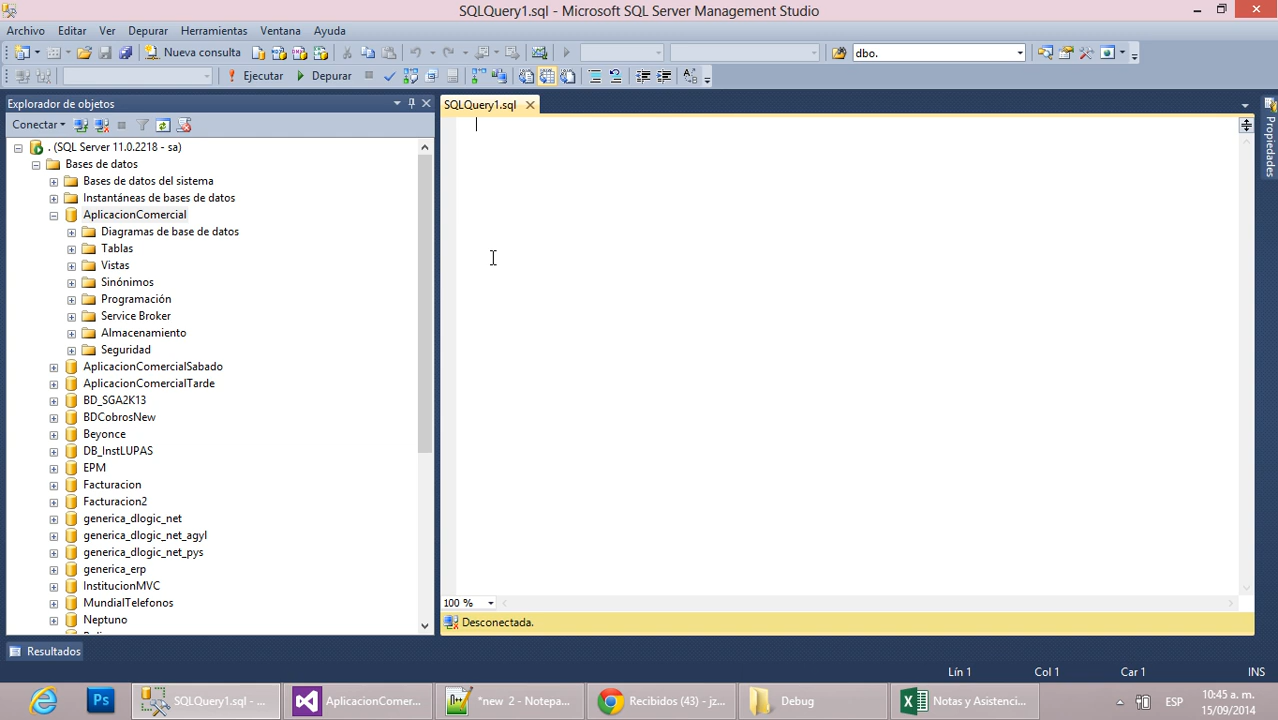 SQLQuery1.sql - Microsoft SQL Server Management Studio
Archivo Editar Ver Depurar Herramientas Ventana Ayuda
Nueva consulta dbo.
Ejecutar Depurar
Explorador de objetos
SQLQuery1.sql
Conectar
. (SQL Server 11.0.2218 - sa)
Bases de datos
Bases de datos del sistema
Instantáneas de bases de datos
AplicacionComercial
Diagramas de base de datos
Tablas
Vistas
Sinónimos
Programación
Service Broker
Almacenamiento
Seguridad
AplicacionComercialSabado
AplicacionComercialTarde
BD_SGA2K13
BDCobrosNew
Beyonce
DB_InstLUPAS
EPM
Facturacion
Facturacion2
generica_dlogic_net
generica_dlogic_net_agyl
generica_dlogic_net_pys
generica_erp
InstitucionMVC
MundialTelefonos
Neptuno
Propiedades
100 %
Desconectada.
Resultados
Lín 1 Col 1 Car 1 INS
Ps SQLQuery1.sql - ... AplicacionComer... *new 2 - Notepa... Recibidos (43) - jz... Debug Notas y Asistenci...
ESP
10:45 a. m.
15/09/2014